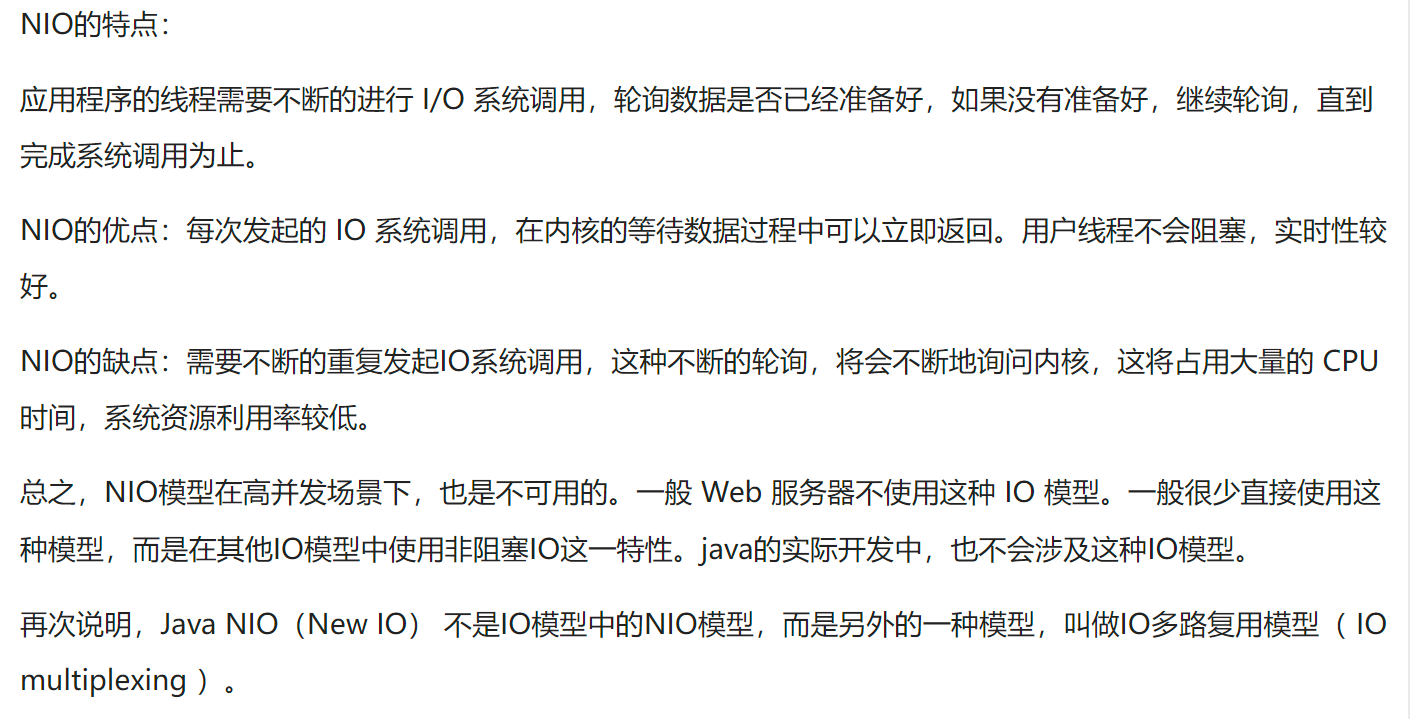 NIO的特点：
应用程序的线程需要不断的进行 I/O 系统调用，轮询数据是否已经准备好，如果没有准备好，继续轮询，直到
完成系统调用为止。
NIO的优点：每次发起的 IO 系统调用，在内核的等待数据过程中可以立即返回。用户线程不会阻塞，实时性较
好。
NIO的缺点：需要不断的重复发起IO系统调用，这种不断的轮询，将会不断地询问内核，这将占用大量的 CPU
时间，系统资源利用率较低。
总之，NIO模型在高并发场景下，也是不可用的。一般 Web 服务器不使用这种 IO 模型。一般很少直接使用这
种模型，而是在其他IO模型中使用非阻塞IO这一特性。java的实际开发中，也不会涉及这种IO模型。
再次说明，Java NIO（New IO） 不是IO模型中的NIO模型，而是另外的一种模型，叫做IO多路复用模型（ IO
multiplexing ）。